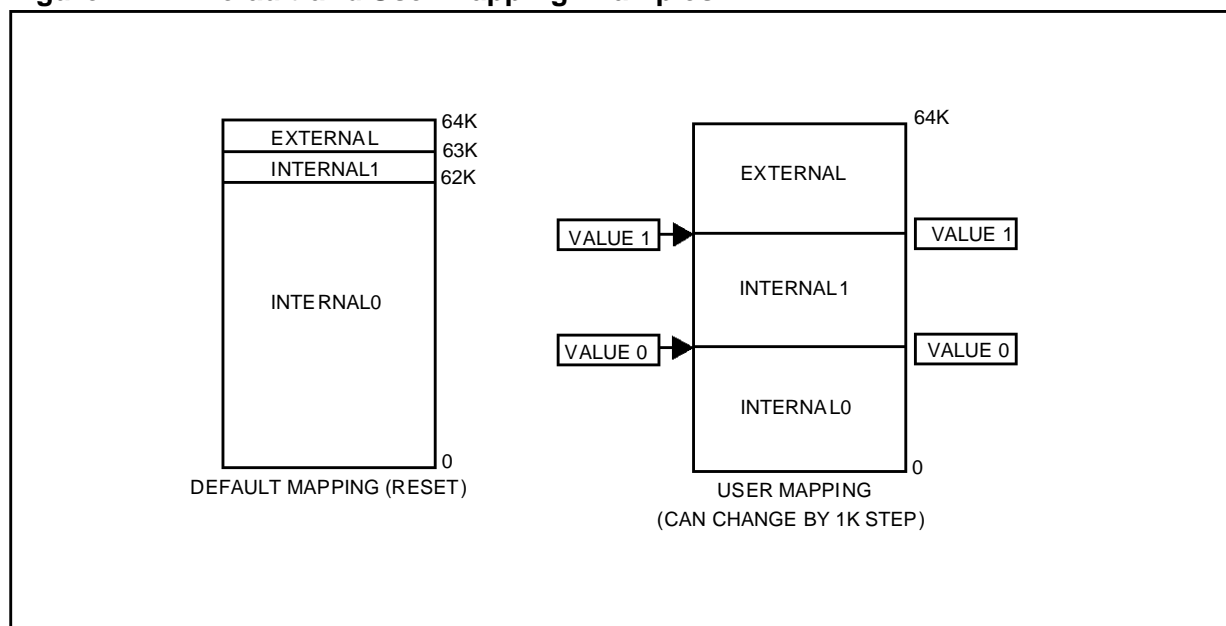 64K
EXTERNAL
63K
INTERNAL1
62K
INTERNAL0
0
DEFAULT MAPPING (RESET)
64K
EXTERNAL
VALUE 1
VALUE 1
INTERNAL1
VALUE 0
VALUE 0
INTERNAL0
0
USER MAPPING
(CAN CHANGE BY 1K STEP)